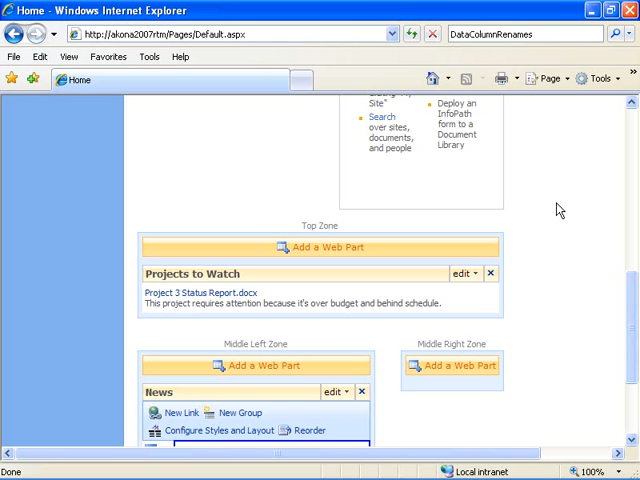 Home - Windows Internet Explorer
http://akona2007rtm/Pages/Default.aspx
DataColumnRenames
File Edit View Favorites Tools Help
Home
Page Tools
Site"
Search
over sites,
documents,
and people
Deploy an
InfoPath
form to a
Document
Library
Top Zone
Add a Web Part
Projects to Watch
edit
Project 3 Status Report.docx
This project requires attention because it's over budget and behind schedule.
Middle Left Zone
Add a Web Part
Middle Right Zone
Add a Web Part
News
edit
New Link New Group
Configure Styles and Layout Reorder
Done
Local intranet
100%